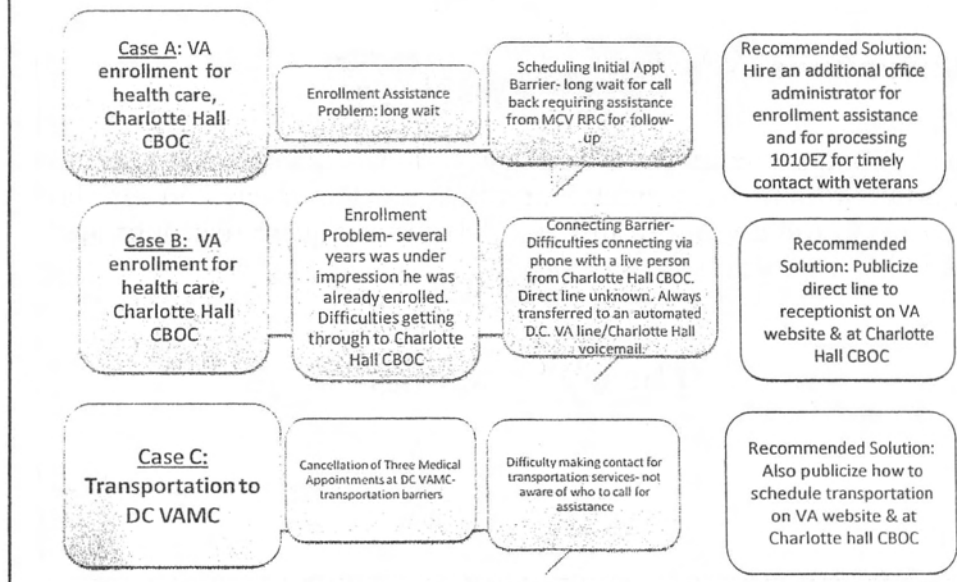 Case A: VA
enrollment for
health care,
Charlotte Hall
CBOC
Enrollment Assistance
Problem: long wait
Scheduling Initial Appt
Barrier- long wait for call
back requiring assistance
from MCV RRC for follow-
up
Recommended Solution:
Hire an additional office
administrator for
enrollment assistance
and for processing
1010EZ for timely
contact with veterans
Case B: VA
enrollment for
health care,
Charlotte Hall
CBOC
Enrollment
Problem- several
years was under
impression he was
already enrolled.
Difficulties getting
through to Charlotte
Hall CBOC
Connecting Barrier-
Difficulties connecting via
phone with a live person
from Charlotte Hall CBOC.
Direct line unknown. Always
transferred to an automated
D.C. VA line/Charlotte Hall
voicemail.
Recommended
Solution: Publicize
direct line to
receptionist on VA
website & at Charlotte
Hall CBOC
Case C:
Transportation to
DC VAMC
Cancellation of Three Medical
Appointments at DC VAMC-
transportation barriers
Difficulty making contact for
transportation services- not
aware of who to call for
assistance
Recommended Solution:
Also publicize how to
schedule transportation
on VA website & at
Charlotte hall CBOC